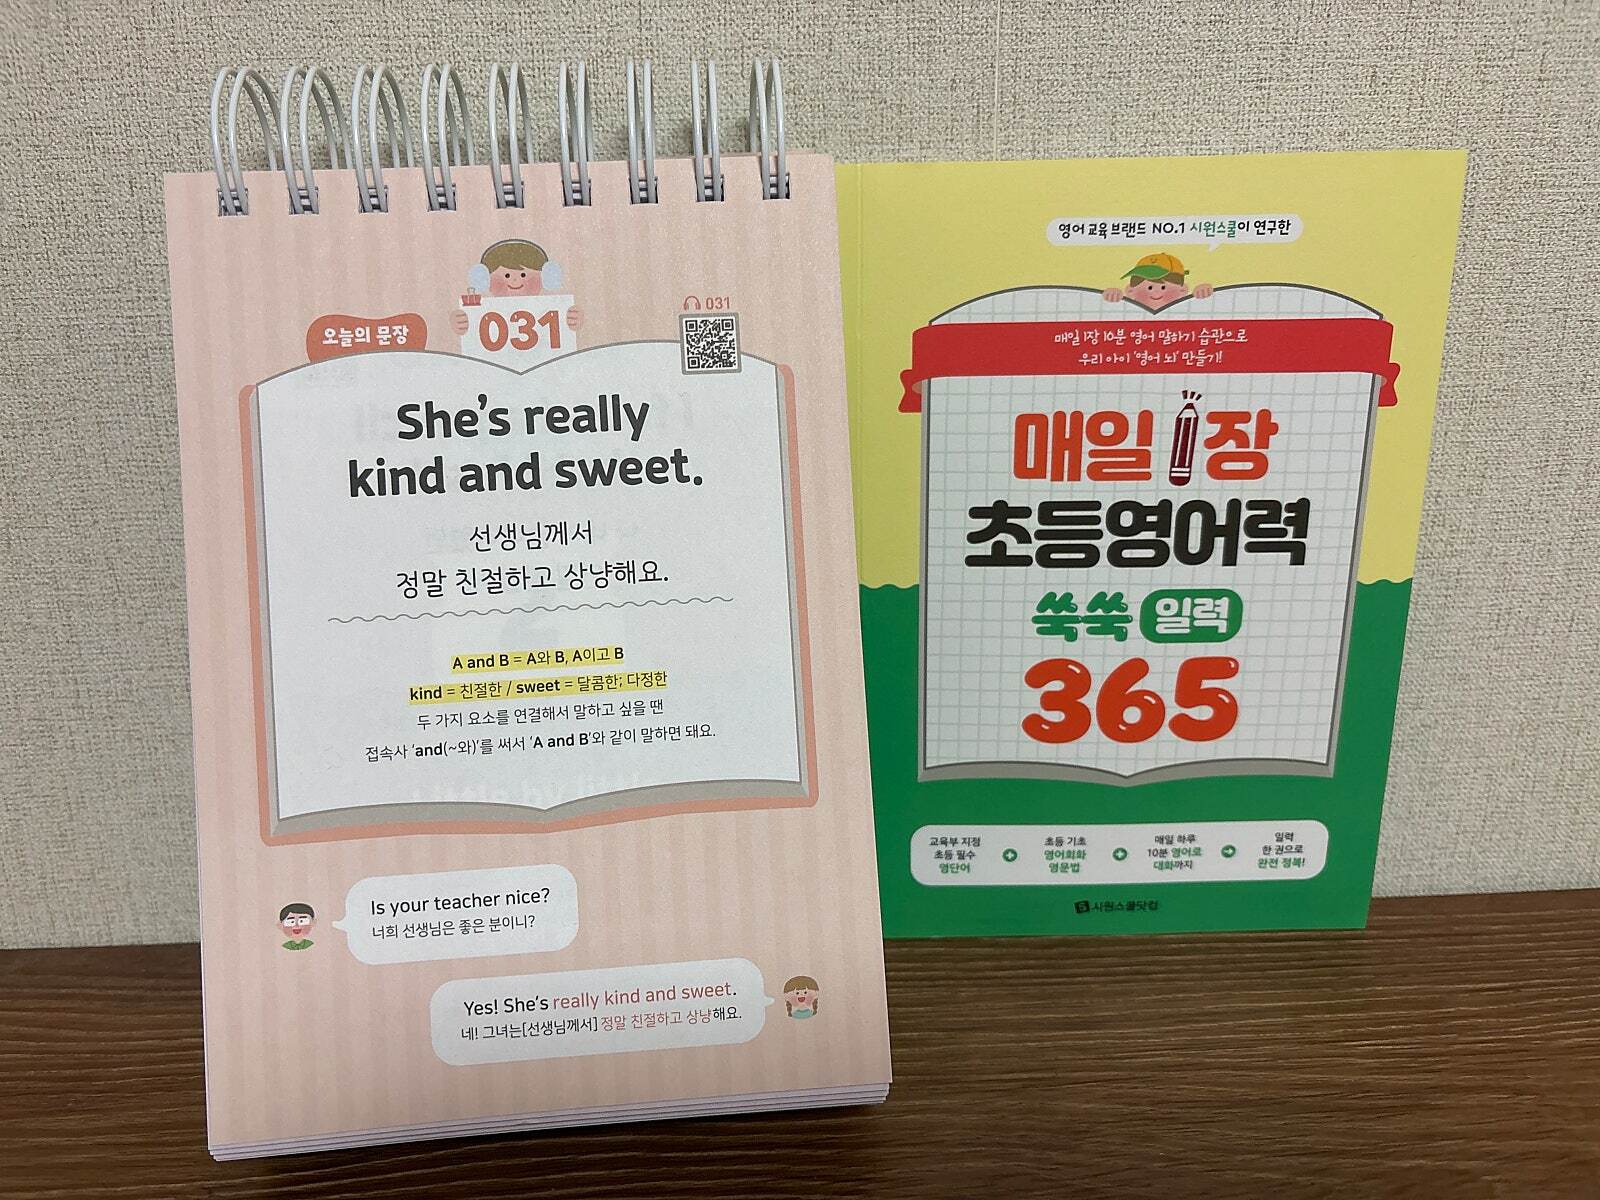 오늘의 문장
031
031
She's really
kind and sweet.
선생님께서
정말 친절하고 상냥해요.
A and B = A와 B, A이고 B
kind = 친절한 / sweet = 달콤한; 다정한
두 가지 요소를 연결해서 말하고 싶을 땐
접속사 'and(~와)'를 써서 'A and B'와 같이 말하면 돼요.
Is your teacher nice?
너희 선생님은 좋은 분이니?
Yes! She's really kind and sweet.
네! 그녀는[선생님께서] 정말 친절하고 상냥해요.
영어 교육 브랜드 NO.1 시원스쿨이 연구한
매일 1장 10분 영어 말하기 습관으로
우리 아이 '영어 뇌' 만들기!
매일 1장
초등영어력
쑥쑥 일력
365
교육부 지정
초등 필수
영단어
초등 기초
영어회화
영문법
매일 하루
10분 영어로
대화까지
일력
한 권으로
완전 정복!
S 시원스쿨닷컴